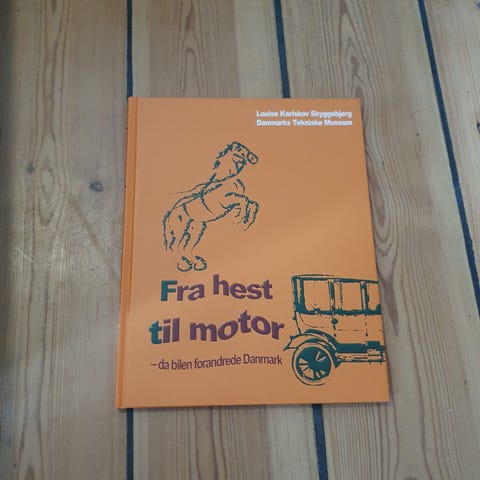 Louise Karlskov Skyggebjerg
Danmarks Tekniske Museum
Fra hest
til motor
– da bilen forandrede Danmark